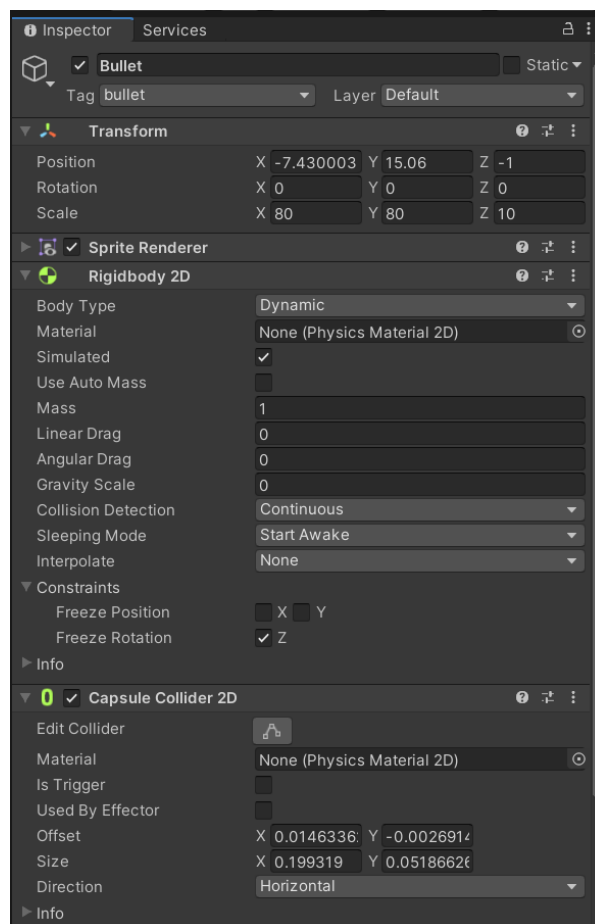 Inspector Services
Bullet Static
Tag bullet Layer Default
Transform
Position X -7.430003 Y 15.06 Z -1
Rotation X 0 Y 0 Z 0
Scale X 80 Y 80 Z 10
Sprite Renderer
Rigidbody 2D
Body Type Dynamic
Material None (Physics Material 2D)
Simulated
Use Auto Mass
Mass 1
Linear Drag 0
Angular Drag 0
Gravity Scale 0
Collision Detection Continuous
Sleeping Mode Start Awake
Interpolate None
Constraints
Freeze Position X Y
Freeze Rotation Z
Info
Capsule Collider 2D
Edit Collider
Material None (Physics Material 2D)
Is Trigger
Used By Effector
Offset X 0.0146336 Y -0.002691
Size X 0.199319 Y 0.0518662
Direction Horizontal
Info